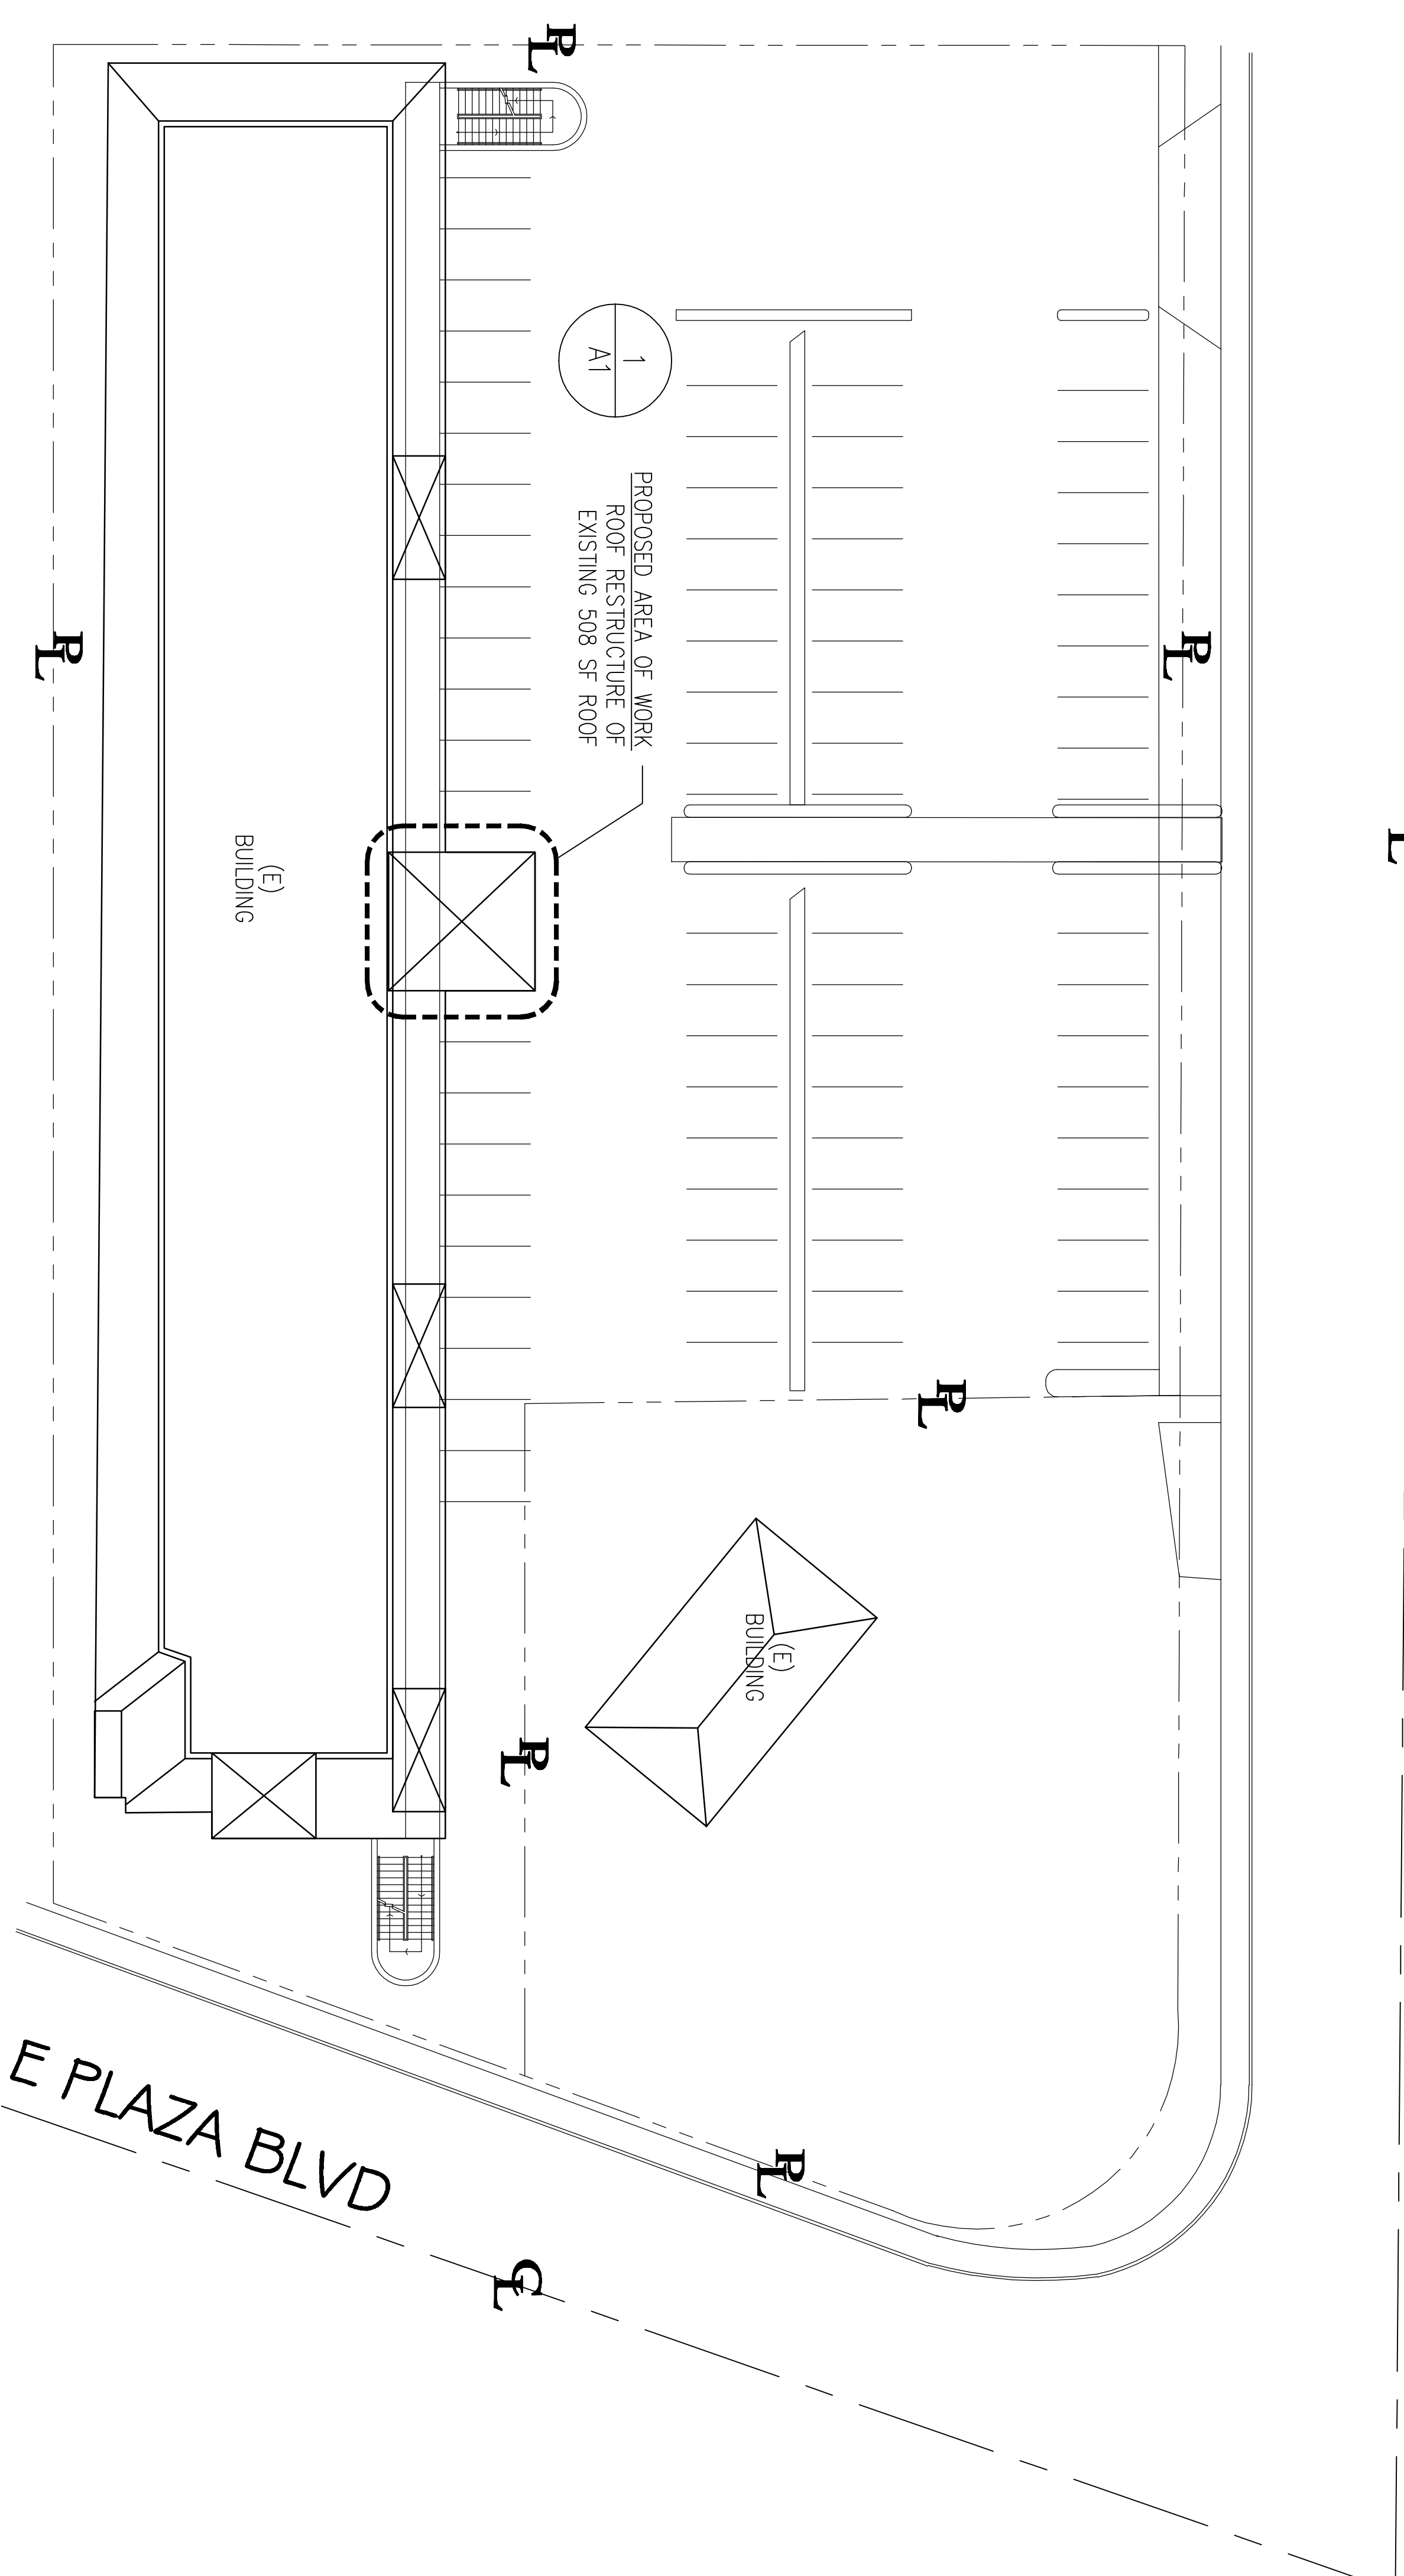 PL
1
A1
PROPOSED AREA OF WORK
ROOF RESTRUCTURE OF
EXISTING 508 SF ROOF
PL
PL
L
(E)
BUILDING
PL
(E)
BUILDING
PL
PL
E PLAZA BLVD
CL